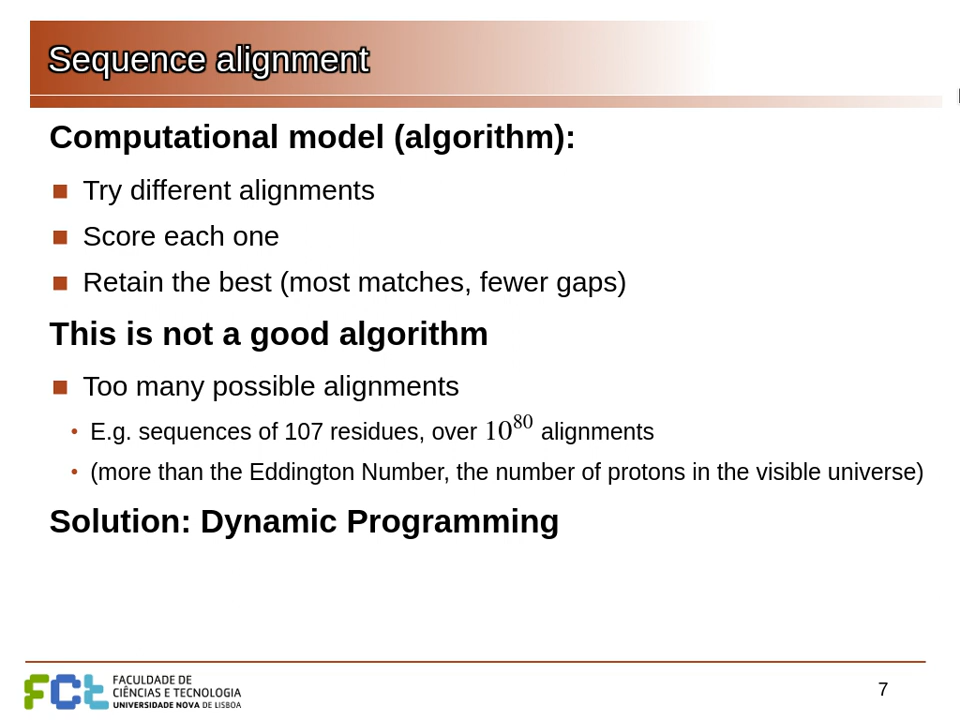 Sequence alignment
Computational model (algorithm):
Try different alignments
Score each one
Retain the best (most matches, fewer gaps)
This is not a good algorithm
Too many possible alignments
E.g. sequences of 107 residues, over 10^80 alignments
(more than the Eddington Number, the number of protons in the visible universe)
Solution: Dynamic Programming
FCT FACULDADE DE
CIÊNCIAS E TECNOLOGIA
UNIVERSIDADE NOVA DE LISBOA
7